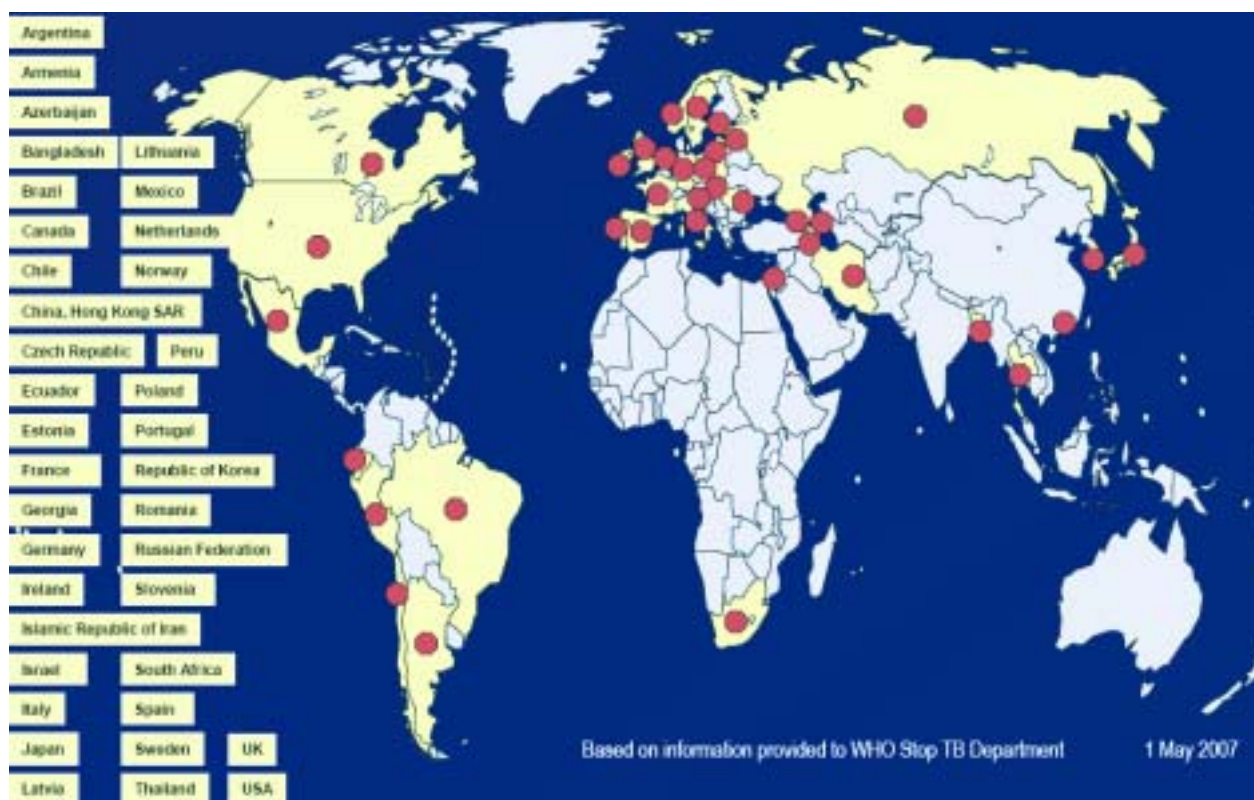 Argentina
Armenia
Azerbaijan
Bangladesh Lithuania
Brazil Mexico
Canada Netherlands
Chile Norway
China, Hong Kong SAR
Czech Republic Peru
Ecuador Poland
Estonia Portugal
France Republic of Korea
Georgia Romania
Germany Russian Federation
Ireland Slovenia
Islamic Republic of Iran
Israel South Africa
Italy Spain
Japan Sweden UK
Latvia Thailand USA
Based on information provided to WHO Stop TB Department 1 May 2007